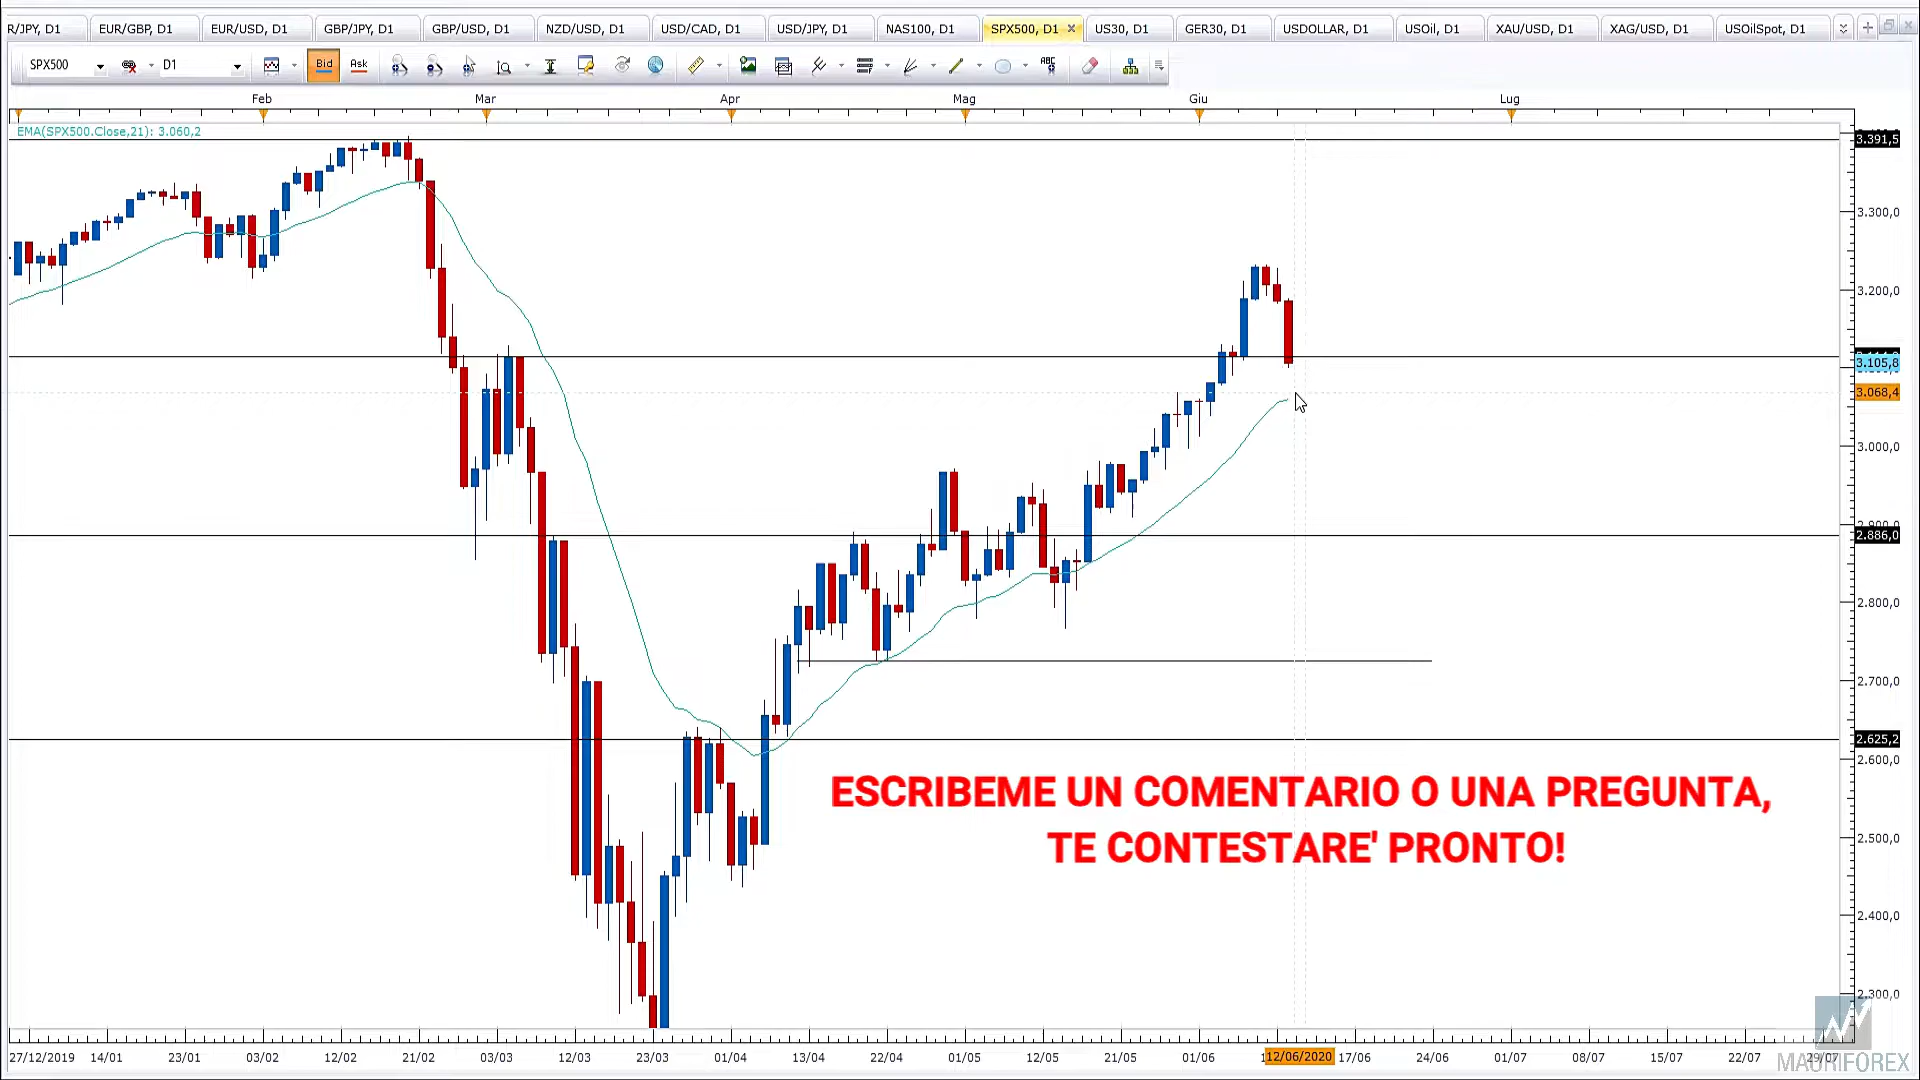 R/JPY, D1 EUR/GBP, D1 EUR/USD, D1 GBP/JPY, D1 GBP/USD, D1 NZD/USD, D1 USD/CAD, D1 USD/JPY, D1 NAS100, D1 SPX500, D1 US30, D1 GER30, D1 USDOLLAR, D1 USOil, D1 XAU/USD, D1 XAG/USD, D1 USOilSpot, D1
SPX500 D1 Bid Ask ABC
Feb Mar Apr Mag Giu Lug
EMA(SPX500.Close,21): 3.060,2
3.391,5
3.300,0
3.200,0
3.105,8
3.068,4
3.000,0
2.900,0
2.886,0
2.800,0
2.700,0
2.625,2
2.600,0
ESCRIBEME UN COMENTARIO O UNA PREGUNTA,
TE CONTESTARE' PRONTO!
2.500,0
2.400,0
2.300,0
27/12/2019 14/01 23/01 03/02 12/02 21/02 03/03 12/03 23/03 01/04 13/04 22/04 01/05 12/05 21/05 01/06 12/06/2020 17/06 24/06 01/07 08/07 15/07 22/07 29/07
MAURIFOREX